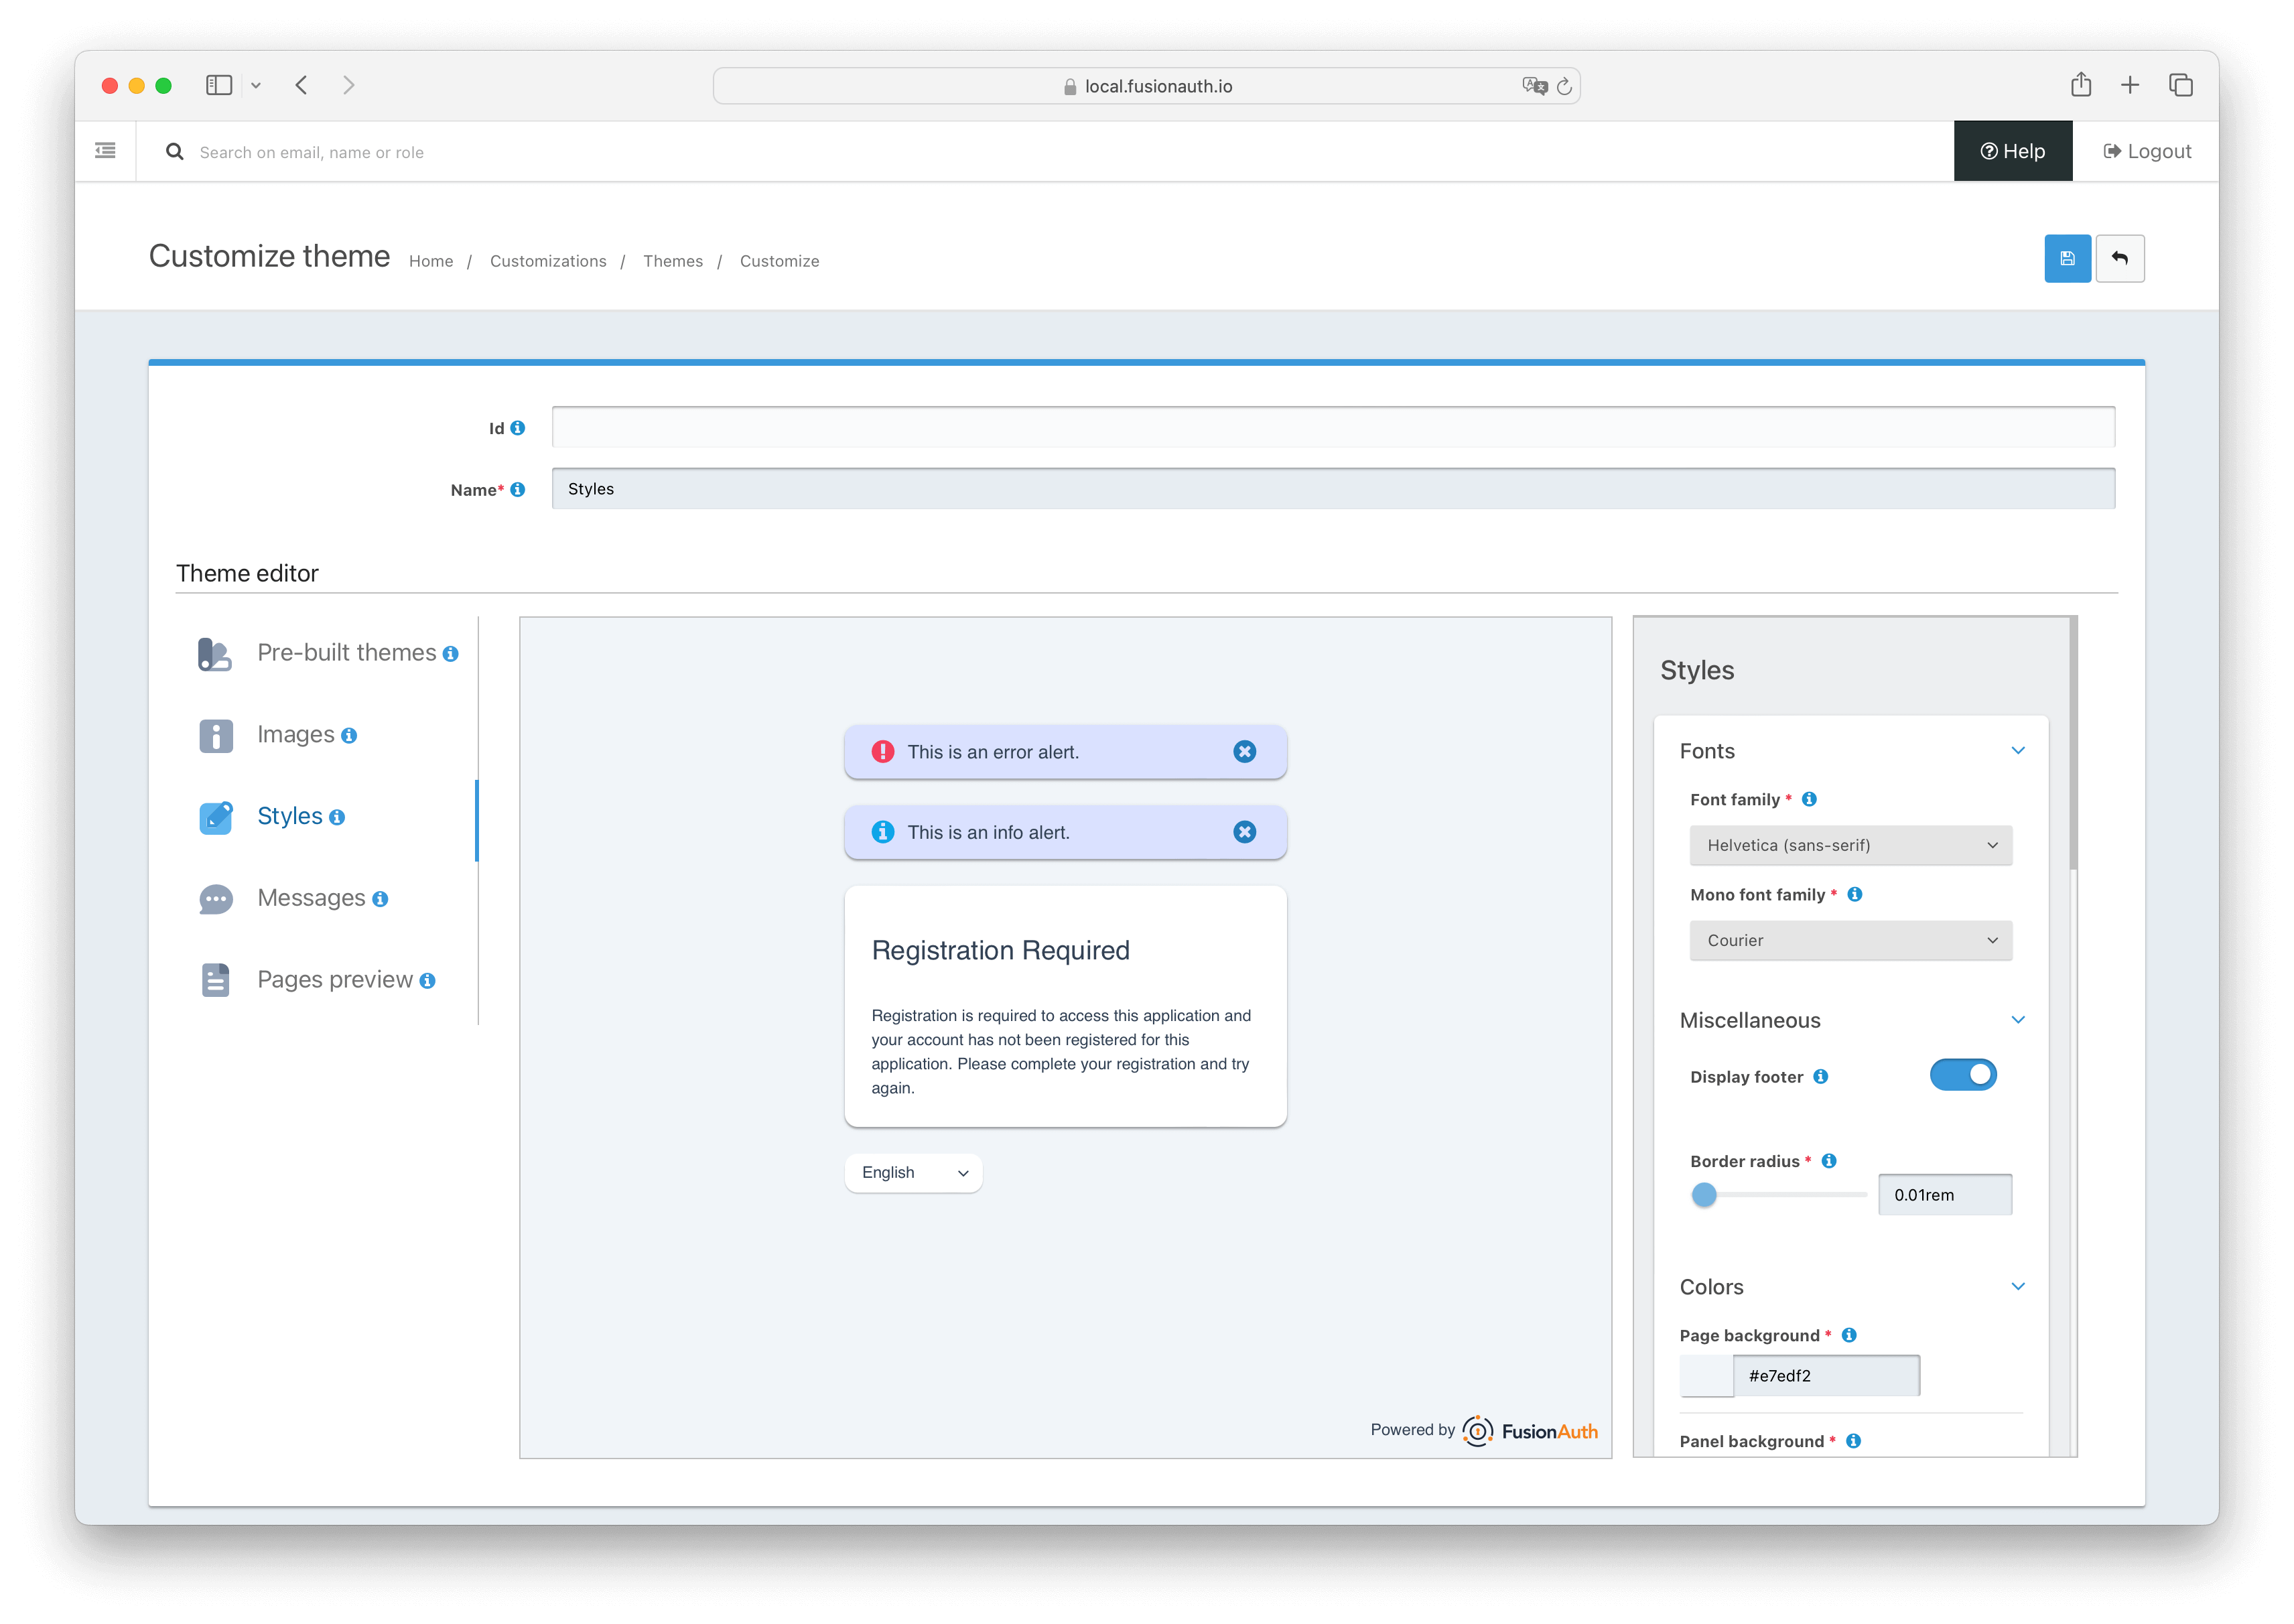 local.fusionauth.io
Search on email, name or role
Help
Logout
Customize theme
Home / Customizations / Themes / Customize
Id
Name*
Styles
Theme editor
Pre-built themes
Images
Styles
Messages
Pages preview
This is an error alert.
This is an info alert.
Registration Required
Registration is required to access this application and
your account has not been registered for this
application. Please complete your registration and try
again.
English
Powered by FusionAuth
Styles
Fonts
Font family *
Helvetica (sans-serif)
Mono font family *
Courier
Miscellaneous
Display footer
Border radius *
0.01rem
Colors
Page background *
#e7edf2
Panel background *